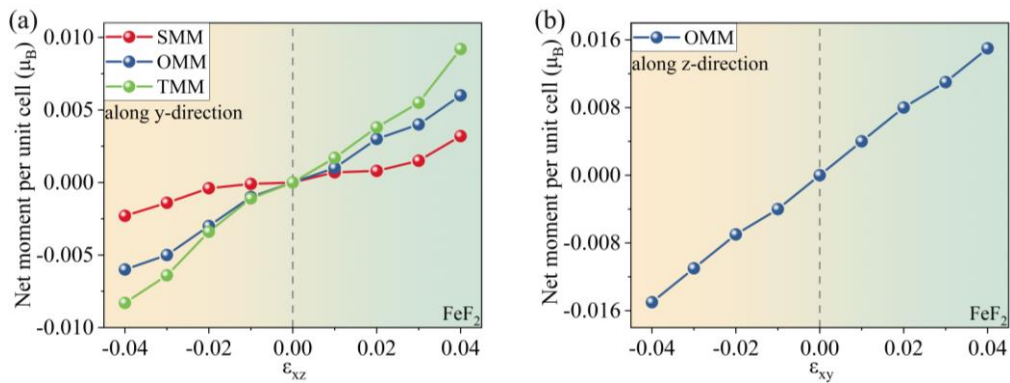 (a)
Net moment per unit cell (μB)
0.010
0.005
0.000
-0.005
-0.010
SMM
OMM
TMM
along y-direction
FeF2
-0.04
-0.02
0.00
0.02
0.04
εxz
(b)
Net moment per unit cell (μB)
0.016
0.008
0.000
-0.008
-0.016
OMM
along z-direction
FeF2
-0.04
-0.02
0.00
0.02
0.04
εxy